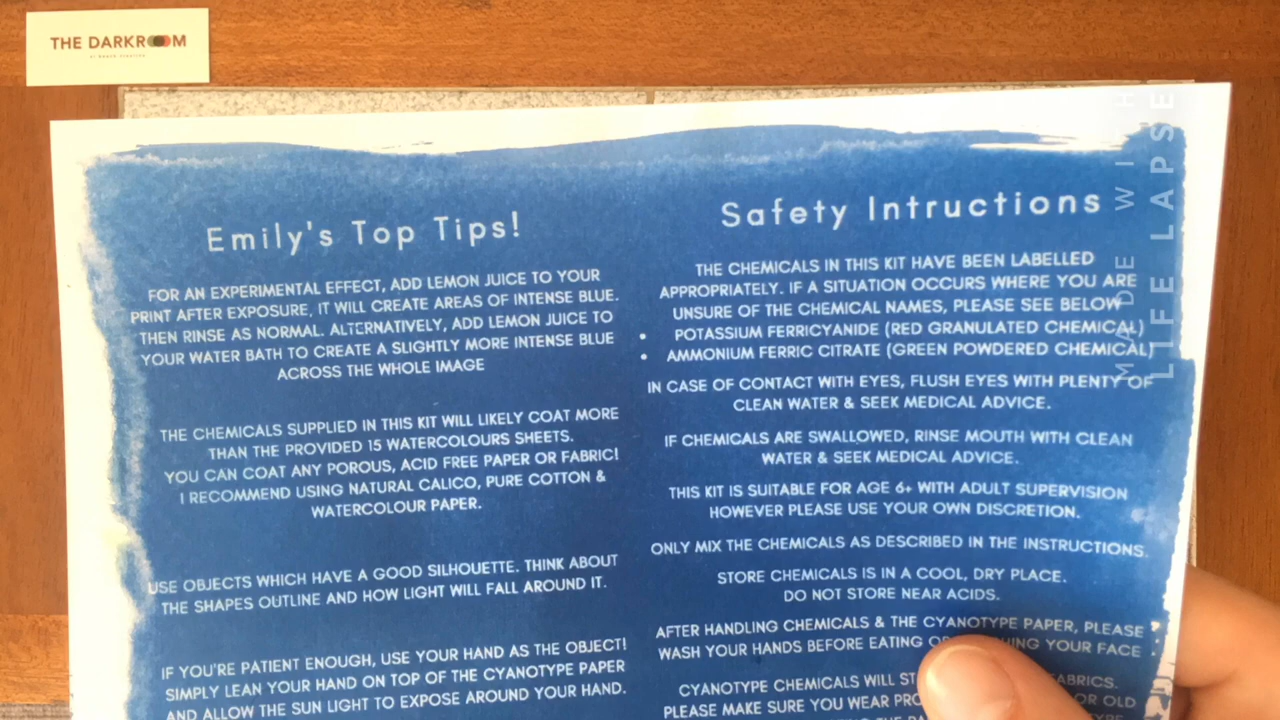 THE DARKROOM
Emily's Top Tips!
FOR AN EXPERIMENTAL EFFECT, ADD LEMON JUICE TO YOUR
PRINT AFTER EXPOSURE, IT WILL CREATE AREAS OF INTENSE BLUE.
THEN RINSE AS NORMAL. ALTERNATIVELY, ADD LEMON JUICE TO
YOUR WATER BATH TO CREATE A SLIGHTLY MORE INTENSE BLUE
ACROSS THE WHOLE IMAGE
THE CHEMICALS SUPPLIED IN THIS KIT WILL LIKELY COAT MORE
THAN THE PROVIDED 15 WATERCOLOURS SHEETS.
YOU CAN COAT ANY POROUS, ACID FREE PAPER OR FABRIC!
I RECOMMEND USING NATURAL CALICO, PURE COTTON &
WATERCOLOUR PAPER.
USE OBJECTS WHICH HAVE A GOOD SILHOUETTE. THINK ABOUT
THE SHAPES OUTLINE AND HOW LIGHT WILL FALL AROUND IT.
IF YOU'RE PATIENT ENOUGH, USE YOUR HAND AS THE OBJECT!
SIMPLY LEAN YOUR HAND ON TOP OF THE CYANOTYPE PAPER
AND ALLOW THE SUN LIGHT TO EXPOSE AROUND YOUR HAND.
Safety Intructions
THE CHEMICALS IN THIS KIT HAVE BEEN LABELLED
APPROPRIATELY. IF A SITUATION OCCURS WHERE YOU ARE
UNSURE OF THE CHEMICAL NAMES, PLEASE SEE BELOW
• POTASSIUM FERRICYANIDE (RED GRANULATED CHEMICAL)
• AMMONIUM FERRIC CITRATE (GREEN POWDERED CHEMICAL)
IN CASE OF CONTACT WITH EYES, FLUSH EYES WITH PLENTY OF
CLEAN WATER & SEEK MEDICAL ADVICE.
IF CHEMICALS ARE SWALLOWED, RINSE MOUTH WITH CLEAN
WATER & SEEK MEDICAL ADVICE.
THIS KIT IS SUITABLE FOR AGE 6+ WITH ADULT SUPERVISION
HOWEVER PLEASE USE YOUR OWN DISCRETION.
ONLY MIX THE CHEMICALS AS DESCRIBED IN THE INSTRUCTIONS.
STORE CHEMICALS IS IN A COOL, DRY PLACE.
DO NOT STORE NEAR ACIDS.
AFTER HANDLING CHEMICALS & THE CYANOTYPE PAPER, PLEASE
WASH YOUR HANDS BEFORE EATING YOUR FACE
CYANOTYPE CHEMICALS WILL FABRICS.
PLEASE MAKE SURE YOU WEAR OR OLD
MADE WITH
LIFE LAPSE